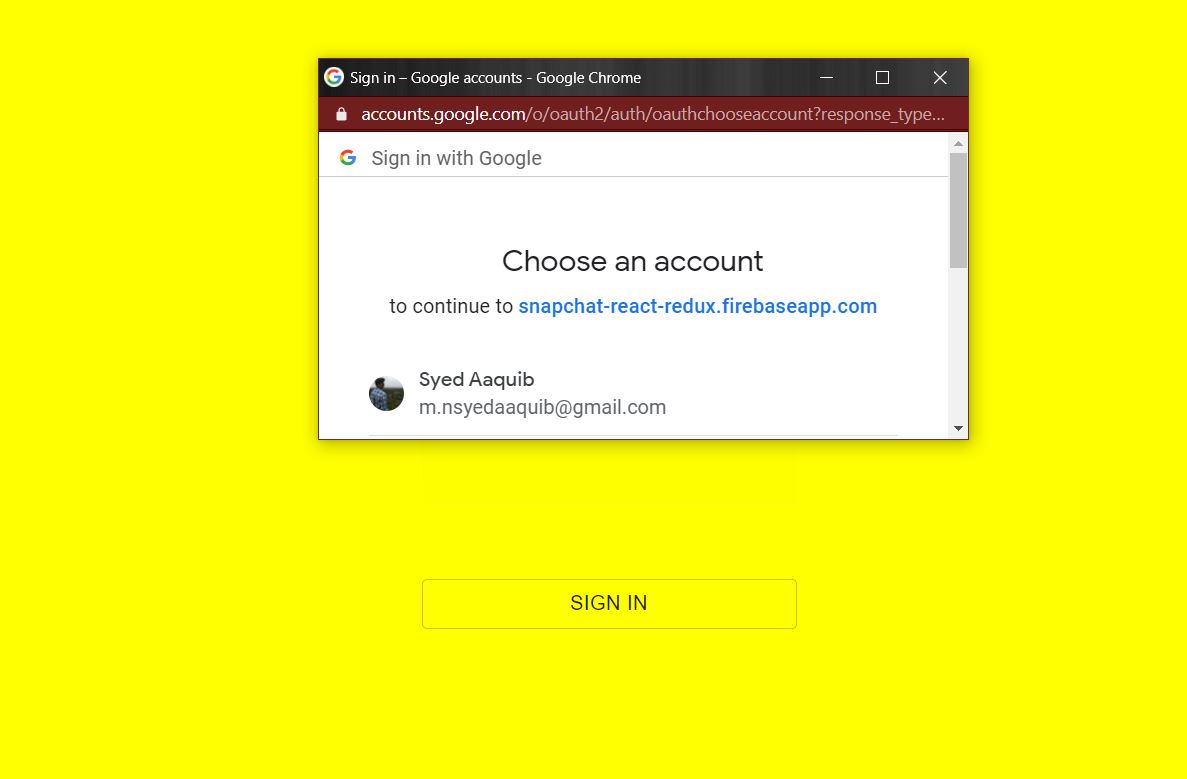 Sign in – Google accounts - Google Chrome
accounts.google.com/o/oauth2/auth/oauthchooseaccount?response_type...
Sign in with Google
Choose an account
to continue to snapchat-react-redux.firebaseapp.com
Syed Aaquib
m.nsyedaaquib@gmail.com
SIGN IN